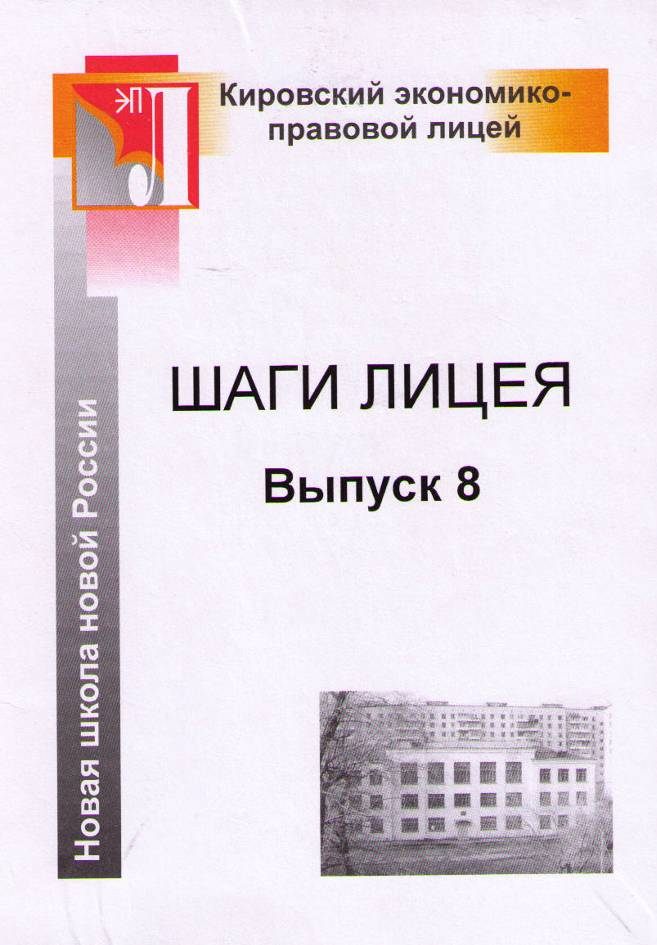 ЭП
Л
Кировский экономико-
правовой лицей
ШАГИ ЛИЦЕЯ
Выпуск 8
Новая школа новой России